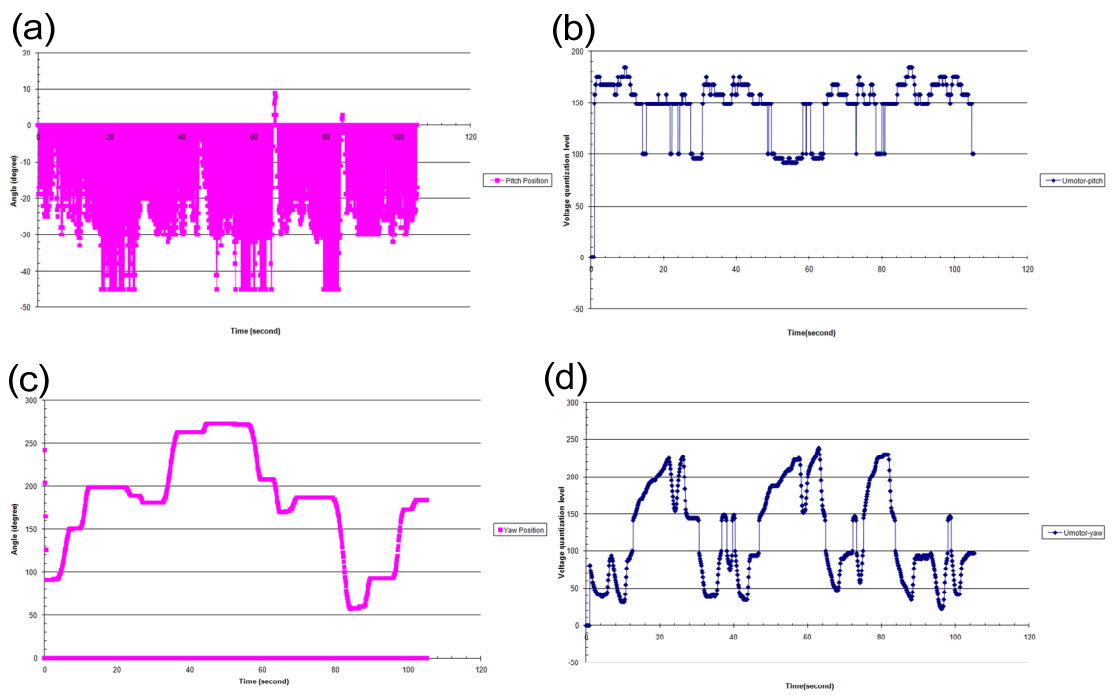 (a)
20
10
0
0 20 40 60 80 100 120
-10
-20
-30
-40
-50
Angle (degree)
Time (second)
Pitch Position
(b)
200
150
100
50
0
0 20 40 60 80 100 120
-50
Voltage quantization level
Time(second)
Umotor-pitch
(c)
300
250
200
150
100
50
0
0 20 40 60 80 100 120
Angle (degree)
Time (second)
Yaw Position
(d)
300
250
200
150
100
50
0
0 20 40 60 80 100 120
-50
Voltage quantization level
Time(second)
Umotor-yaw